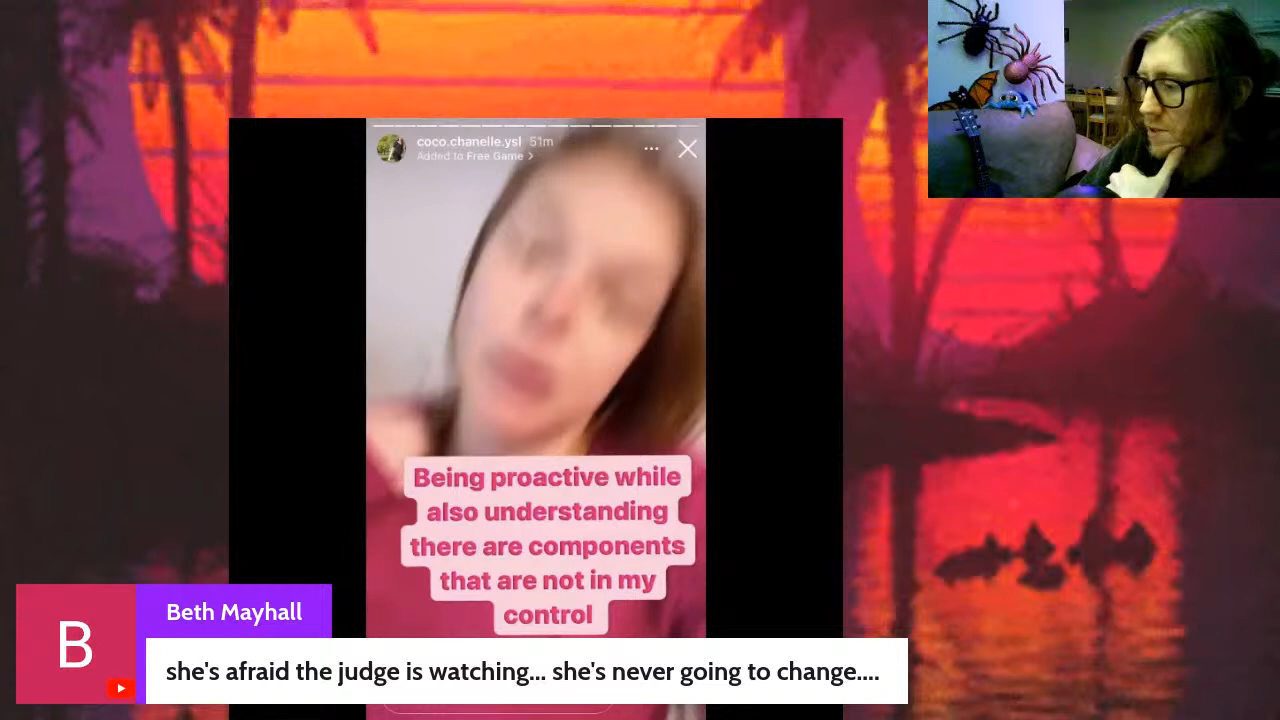 coco.chanelle.ysl 51m
Added to Free Game >
Being proactive while
also understanding
there are components
that are not in my
control
B
Beth Mayhall
she's afraid the judge is watching... she's never going to change....